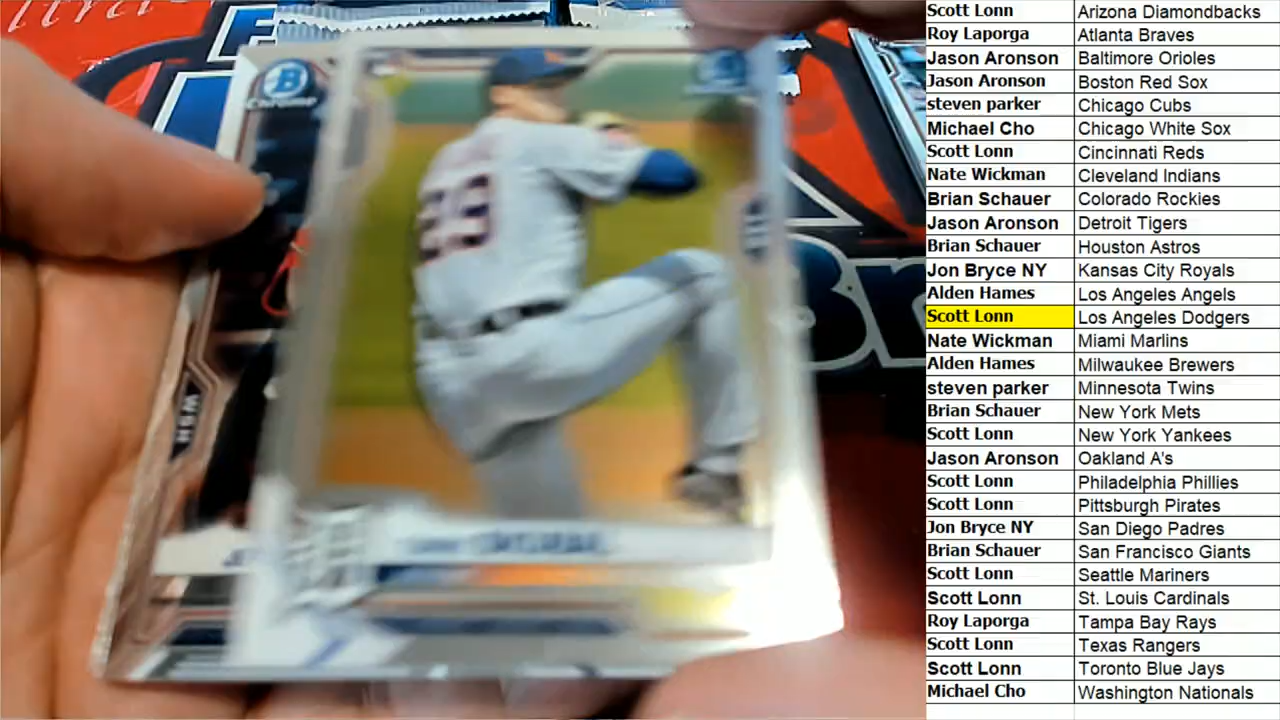 Chrome
29
WSH
Scott Lonn Arizona Diamondbacks
Roy Laporga Atlanta Braves
Jason Aronson Baltimore Orioles
Jason Aronson Boston Red Sox
steven parker Chicago Cubs
Michael Cho Chicago White Sox
Scott Lonn Cincinnati Reds
Nate Wickman Cleveland Indians
Brian Schauer Colorado Rockies
Jason Aronson Detroit Tigers
Brian Schauer Houston Astros
Jon Bryce NY Kansas City Royals
Alden Hames Los Angeles Angels
Scott Lonn Los Angeles Dodgers
Nate Wickman Miami Marlins
Alden Hames Milwaukee Brewers
steven parker Minnesota Twins
Brian Schauer New York Mets
Scott Lonn New York Yankees
Jason Aronson Oakland A's
Scott Lonn Philadelphia Phillies
Scott Lonn Pittsburgh Pirates
Jon Bryce NY San Diego Padres
Brian Schauer San Francisco Giants
Scott Lonn Seattle Mariners
Scott Lonn St. Louis Cardinals
Roy Laporga Tampa Bay Rays
Scott Lonn Texas Rangers
Scott Lonn Toronto Blue Jays
Michael Cho Washington Nationals